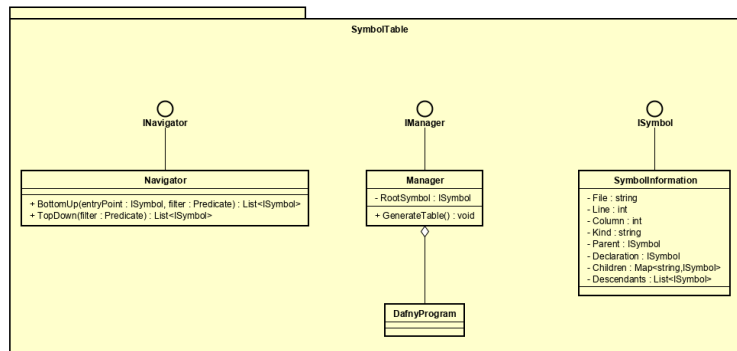 SymbolTable
INavigator
IManager
ISymbol
Navigator
+ BottomUp(entryPoint : ISymbol, filter : Predicate) : List<ISymbol>
+ TopDown(filter : Predicate) : List<ISymbol>
Manager
- RootSymbol : ISymbol
+ GenerateTable() : void
SymbolInformation
- File : string
- Line : int
- Column : int
- Kind : string
- Parent : ISymbol
- Declaration : ISymbol
- Children : Map<string,ISymbol>
- Descendants : List<ISymbol>
DafnyProgram